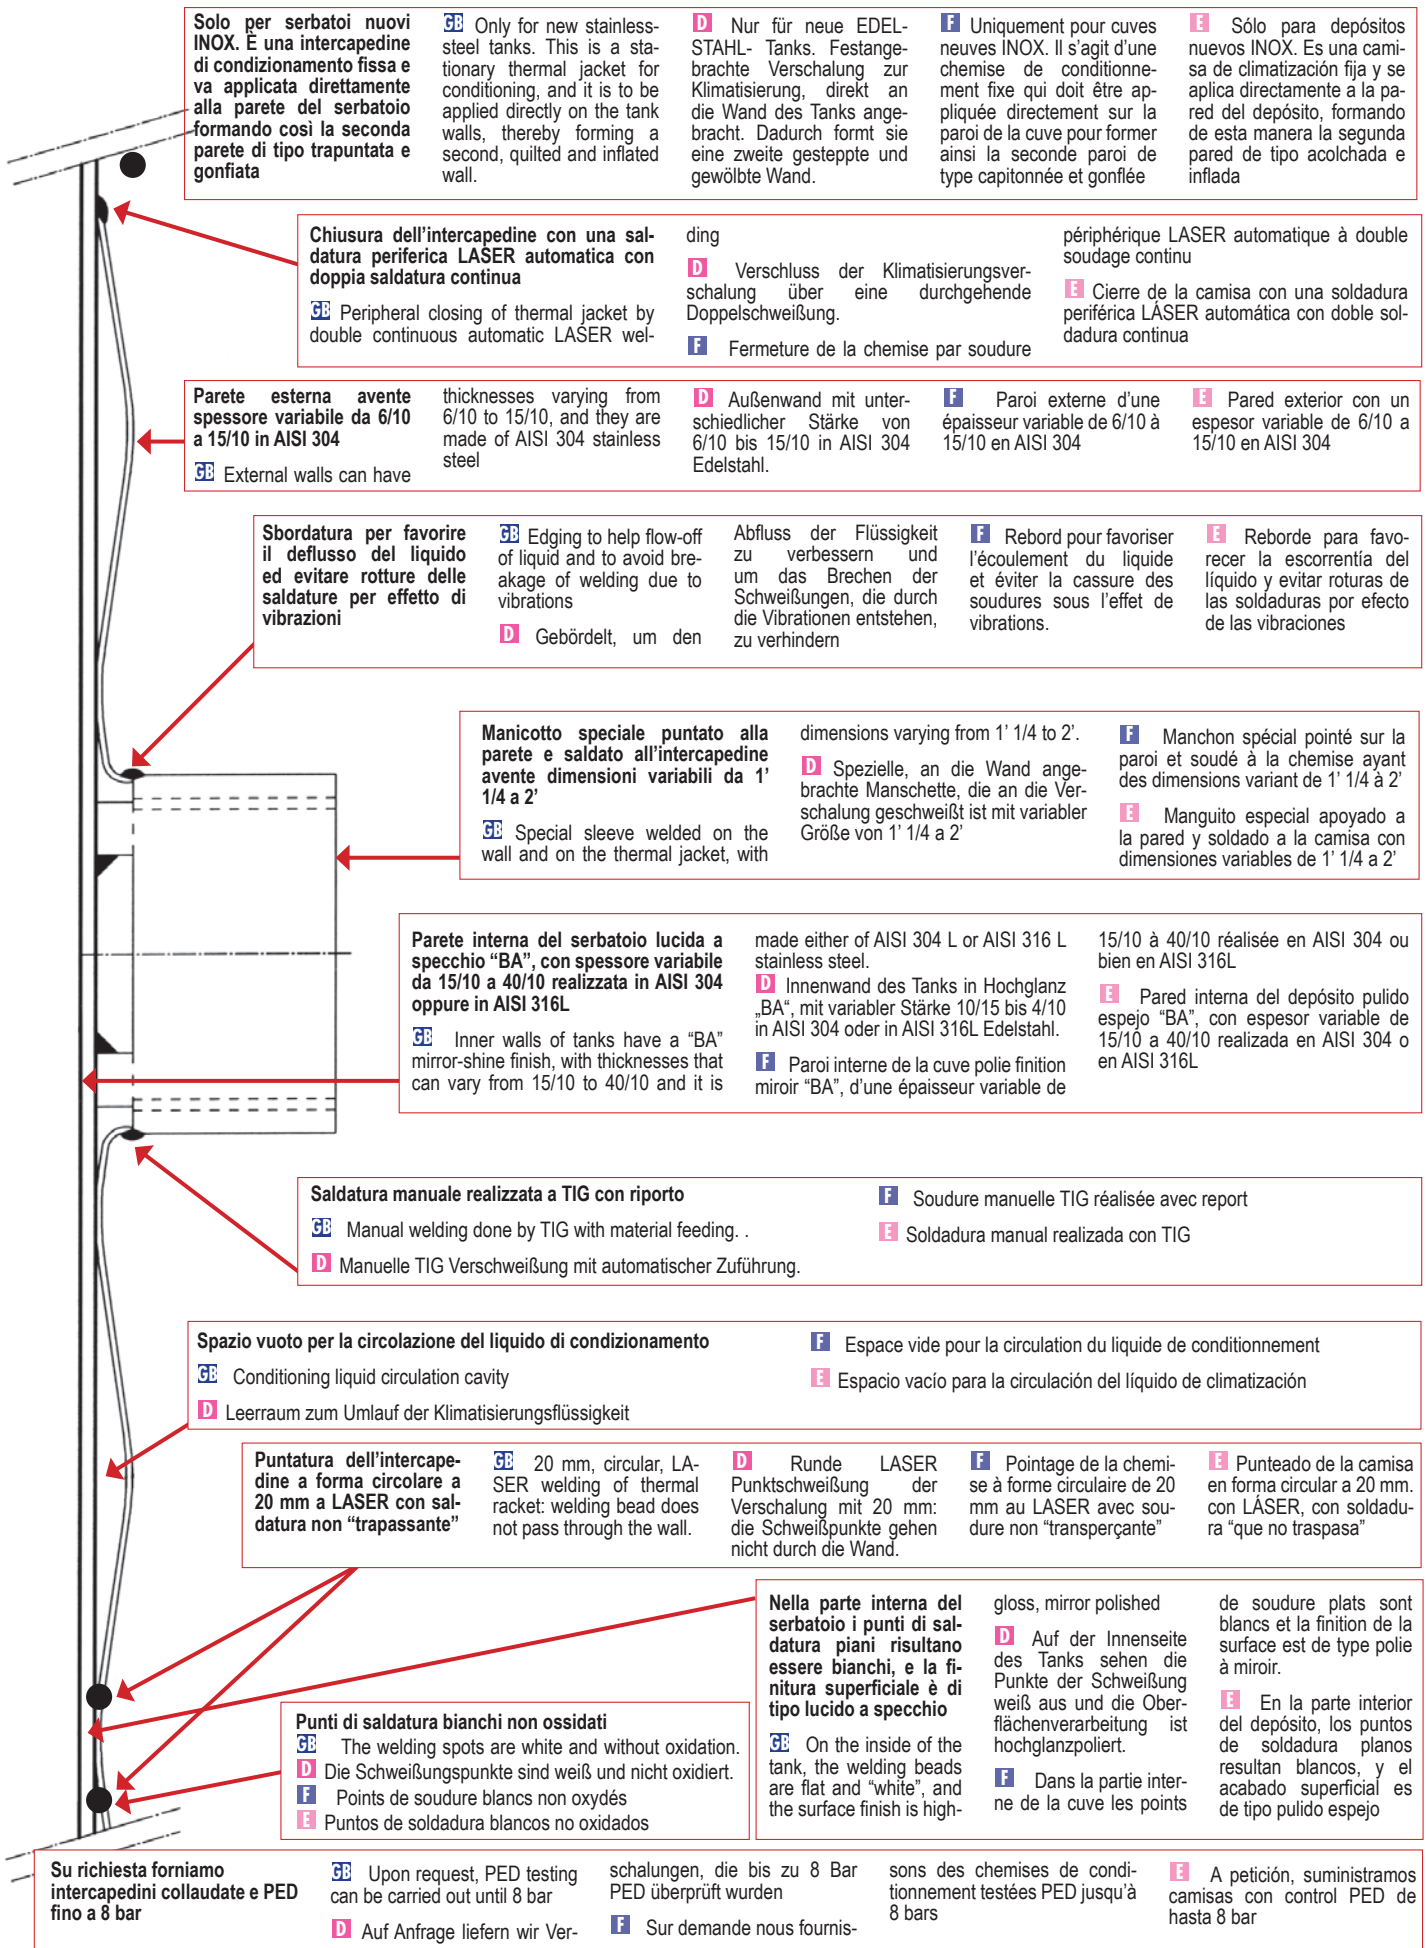 Solo per serbatoi nuovi
INOX. È una intercapedine
di condizionamento fissa e
va applicata direttamente
alla parete del serbatoio
formando così la seconda
parete di tipo trapuntata e
gonfiata
GB Only for new stainless-
steel tanks. This is a sta-
tionary thermal jacket for
conditioning, and it is to be
applied directly on the tank
walls, thereby forming a
second, quilted and inflated
wall.
D Nur für neue EDEL-
STAHL- Tanks. Festange-
brachte Verschalung zur
Klimatisierung, direkt an
die Wand des Tanks ange-
bracht. Dadurch formt sie
eine zweite gesteppte und
gewölbte Wand.
F Uniquement pour cuves
neuves INOX. Il s’agit d’une
chemise de conditionne-
ment fixe qui doit être ap-
pliquée directement sur la
paroi de la cuve pour former
ainsi la seconde paroi de
type capitonnée et gonflée
E Sólo para depósitos
nuevos INOX. Es una cami-
sa de climatización fija y se
aplica directamente a la pa-
red del depósito, formando
de esta manera la segunda
pared de tipo acolchada e
inflada
Chiusura dell’intercapedine con una sal-
datura periferica LASER automatica con
doppia saldatura continua
GB Peripheral closing of thermal jacket by
double continuous automatic LASER wel-
ding
D Verschluss der Klimatisierungsver-
schalung über eine durchgehende
Doppelschweißung.
F Fermeture de la chemise par soudure
périphérique LASER automatique à double
soudage continu
E Cierre de la camisa con una soldadura
periférica LÁSER automática con doble sol-
dadura continua
Parete esterna avente
spessore variabile da 6/10
a 15/10 in AISI 304
GB External walls can have
thicknesses varying from
6/10 to 15/10, and they are
made of AISI 304 stainless
steel
D Außenwand mit unter-
schiedlicher Stärke von
6/10 bis 15/10 in AISI 304
Edelstahl.
F Paroi externe d’une
épaisseur variable de 6/10 à
15/10 en AISI 304
E Pared exterior con un
espesor variable de 6/10 a
15/10 en AISI 304
Sbordatura per favorire
il deflusso del liquido
ed evitare rotture delle
saldature per effetto di
vibrazioni
GB Edging to help flow-off
of liquid and to avoid bre-
akage of welding due to
vibrations
D Gebördelt, um den
Abfluss der Flüssigkeit
zu verbessern und
um das Brechen der
Schweißungen, die durch
die Vibrationen entstehen,
zu verhindern
F Rebord pour favoriser
l’écoulement du liquide
et éviter la cassure des
soudures sous l’effet de
vibrations.
E Reborde para favo-
recer la escorrentía del
líquido y evitar roturas de
las soldaduras por efecto
de las vibraciones
Manicotto speciale puntato alla
parete e saldato all’intercapedine
avente dimensioni variabili da 1’
1/4 a 2’
GB Special sleeve welded on the
wall and on the thermal jacket, with
dimensions varying from 1’ 1/4 to 2’.
D Spezielle, an die Wand ange-
brachte Manschette, die an die Ver-
schalung geschweißt ist mit variabler
Größe von 1’ 1/4 a 2’
F Manchon spécial pointé sur la
paroi et soudé à la chemise ayant
des dimensions variant de 1’ 1/4 à 2’
E Manguito especial apoyado a
la pared y soldado a la camisa con
dimensiones variables de 1’ 1/4 a 2’
Parete interna del serbatoio lucida a
specchio “BA”, con spessore variabile
da 15/10 a 40/10 realizzata in AISI 304
oppure in AISI 316L
GB Inner walls of tanks have a “BA”
mirror-shine finish, with thicknesses that
can vary from 15/10 to 40/10 and it is
made either of AISI 304 L or AISI 316 L
stainless steel.
D Innenwand des Tanks in Hochglanz
„BA“, mit variabler Stärke 10/15 bis 4/10
in AISI 304 oder in AISI 316L Edelstahl.
F Paroi interne de la cuve polie finition
miroir “BA”, d’une épaisseur variable de
15/10 à 40/10 réalisée en AISI 304 ou
bien en AISI 316L
E Pared interna del depósito pulido
espejo “BA”, con espesor variable de
15/10 a 40/10 realizada en AISI 304 o
en AISI 316L
Saldatura manuale realizzata a TIG con riporto
GB Manual welding done by TIG with material feeding. .
D Manuelle TIG Verschweißung mit automatischer Zuführung.
F Soudure manuelle TIG réalisée avec report
E Soldadura manual realizada con TIG
Spazio vuoto per la circolazione del liquido di condizionamento
GB Conditioning liquid circulation cavity
D Leerraum zum Umlauf der Klimatisierungsflüssigkeit
F Espace vide pour la circulation du liquide de conditionnement
E Espacio vacío para la circulación del líquido de climatización
Puntatura dell’intercape-
dine a forma circolare a
20 mm a LASER con sal-
datura non “trapassante”
GB 20 mm, circular, LA-
SER welding of thermal
racket: welding bead does
not pass through the wall.
D Runde LASER
Punktschweißung der
Verschalung mit 20 mm:
die Schweißpunkte gehen
nicht durch die Wand.
F Pointage de la chemi-
se à forme circulaire de 20
mm au LASER avec sou-
dure non “transperçante”
E Punteado de la camisa
en forma circular a 20 mm.
con LÁSER, con soldadu-
ra “que no traspasa”
Nella parte interna del
serbatoio i punti di sal-
datura piani risultano
essere bianchi, e la fi-
nitura superficiale è di
tipo lucido a specchio
GB On the inside of the
tank, the welding beads
are flat and “white”, and
the surface finish is high-
gloss, mirror polished
D Auf der Innenseite
des Tanks sehen die
Punkte der Schweißung
weiß aus und die Ober-
flächenverarbeitung ist
hochglanzpoliert.
F Dans la partie inter-
ne de la cuve les points
de soudure plats sont
blancs et la finition de la
surface est de type polie
à miroir.
E En la parte interior
del depósito, los puntos
de soldadura planos
resultan blancos, y el
acabado superficial es
de tipo pulido espejo
Punti di saldatura bianchi non ossidati
GB The welding spots are white and without oxidation.
D Die Schweißungspunkte sind weiß und nicht oxidiert.
F Points de soudure blancs non oxydés
E Puntos de soldadura blancos no oxidados
Su richiesta forniamo
intercapedini collaudate e PED
fino a 8 bar
GB Upon request, PED testing
can be carried out until 8 bar
D Auf Anfrage liefern wir Ver-
schalungen, die bis zu 8 Bar
PED überprüft wurden
F Sur demande nous fournis-
sons des chemises de condi-
tionnement testées PED jusqu’à
8 bars
E A petición, suministramos
camisas con control PED de
hasta 8 bar